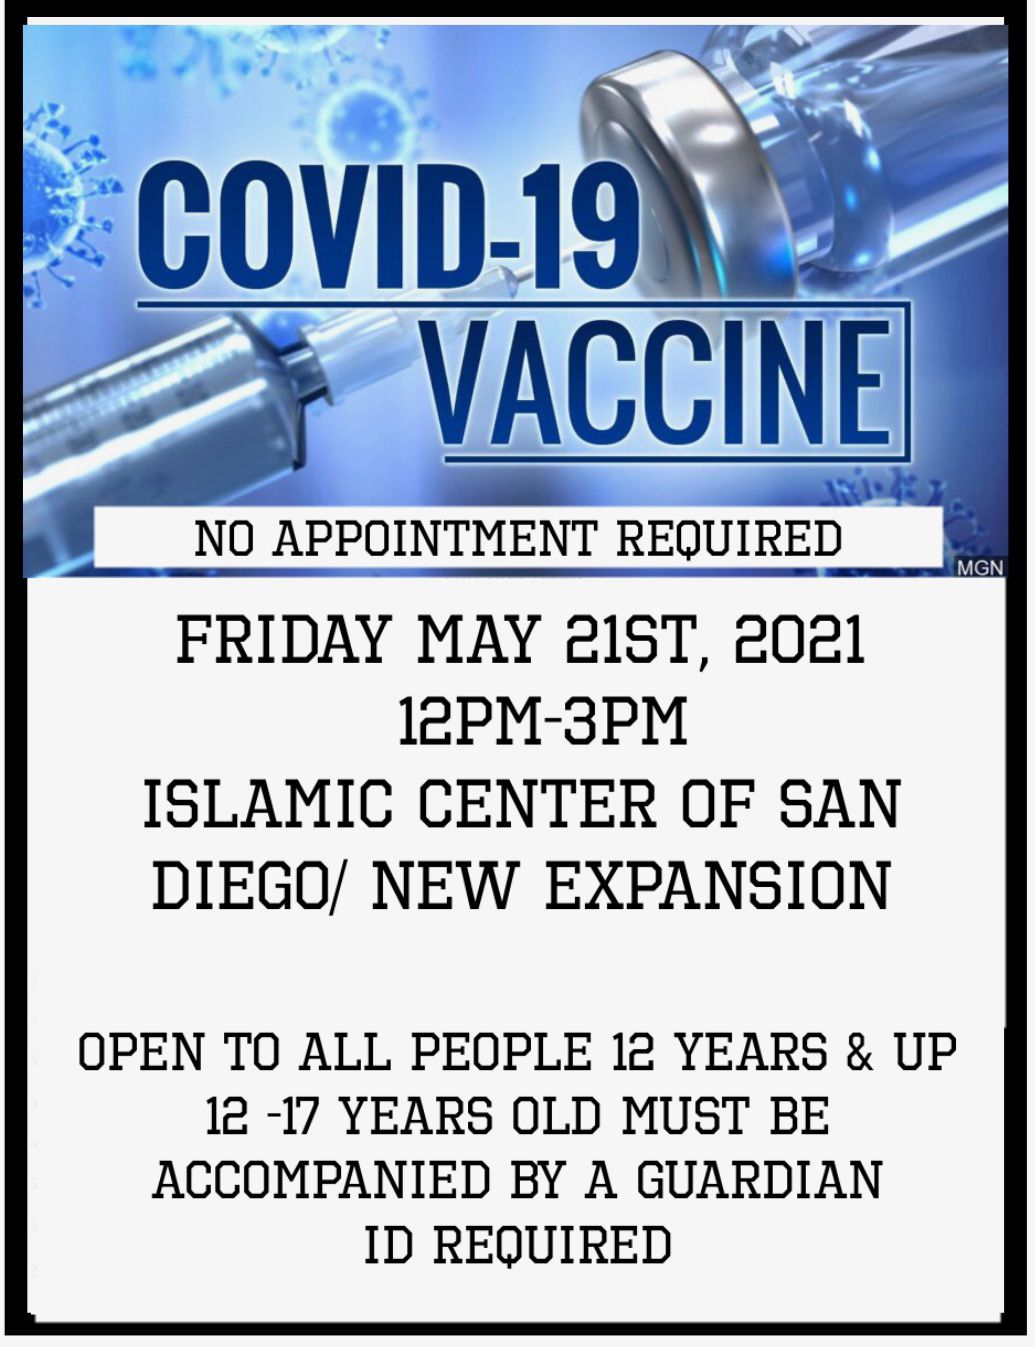 COVID-19
VACCINE
NO APPOINTMENT REQUIRED
MGN
FRIDAY MAY 21ST, 2021
12PM-3PM
ISLAMIC CENTER OF SAN
DIEGO/ NEW EXPANSION
OPEN TO ALL PEOPLE 12 YEARS & UP
12 -17 YEARS OLD MUST BE
ACCOMPANIED BY A GUARDIAN
ID REQUIRED